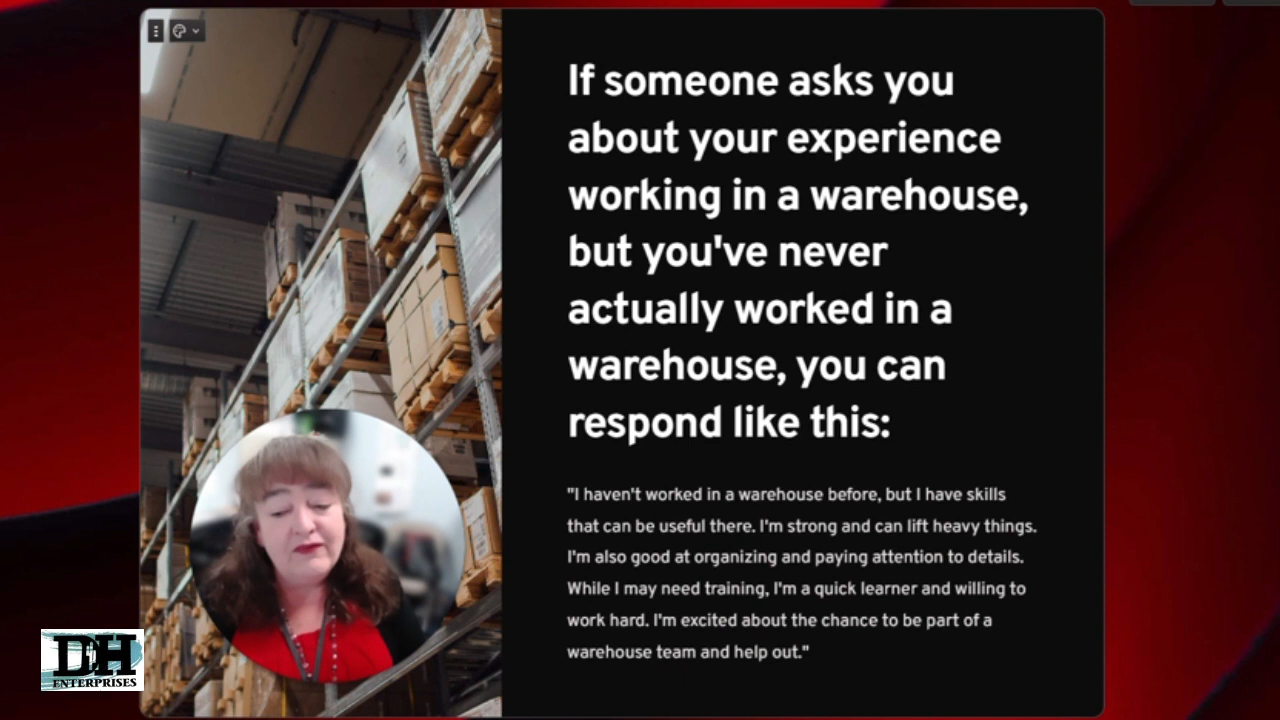 If someone asks you
about your experience
working in a warehouse,
but you've never
actually worked in a
warehouse, you can
respond like this:
"I haven't worked in a warehouse before, but I have skills
that can be useful there. I'm strong and can lift heavy things.
I'm also good at organizing and paying attention to details.
While I may need training, I'm a quick learner and willing to
work hard. I'm excited about the chance to be part of a
warehouse team and help out."
DEH
ENTERPRISES